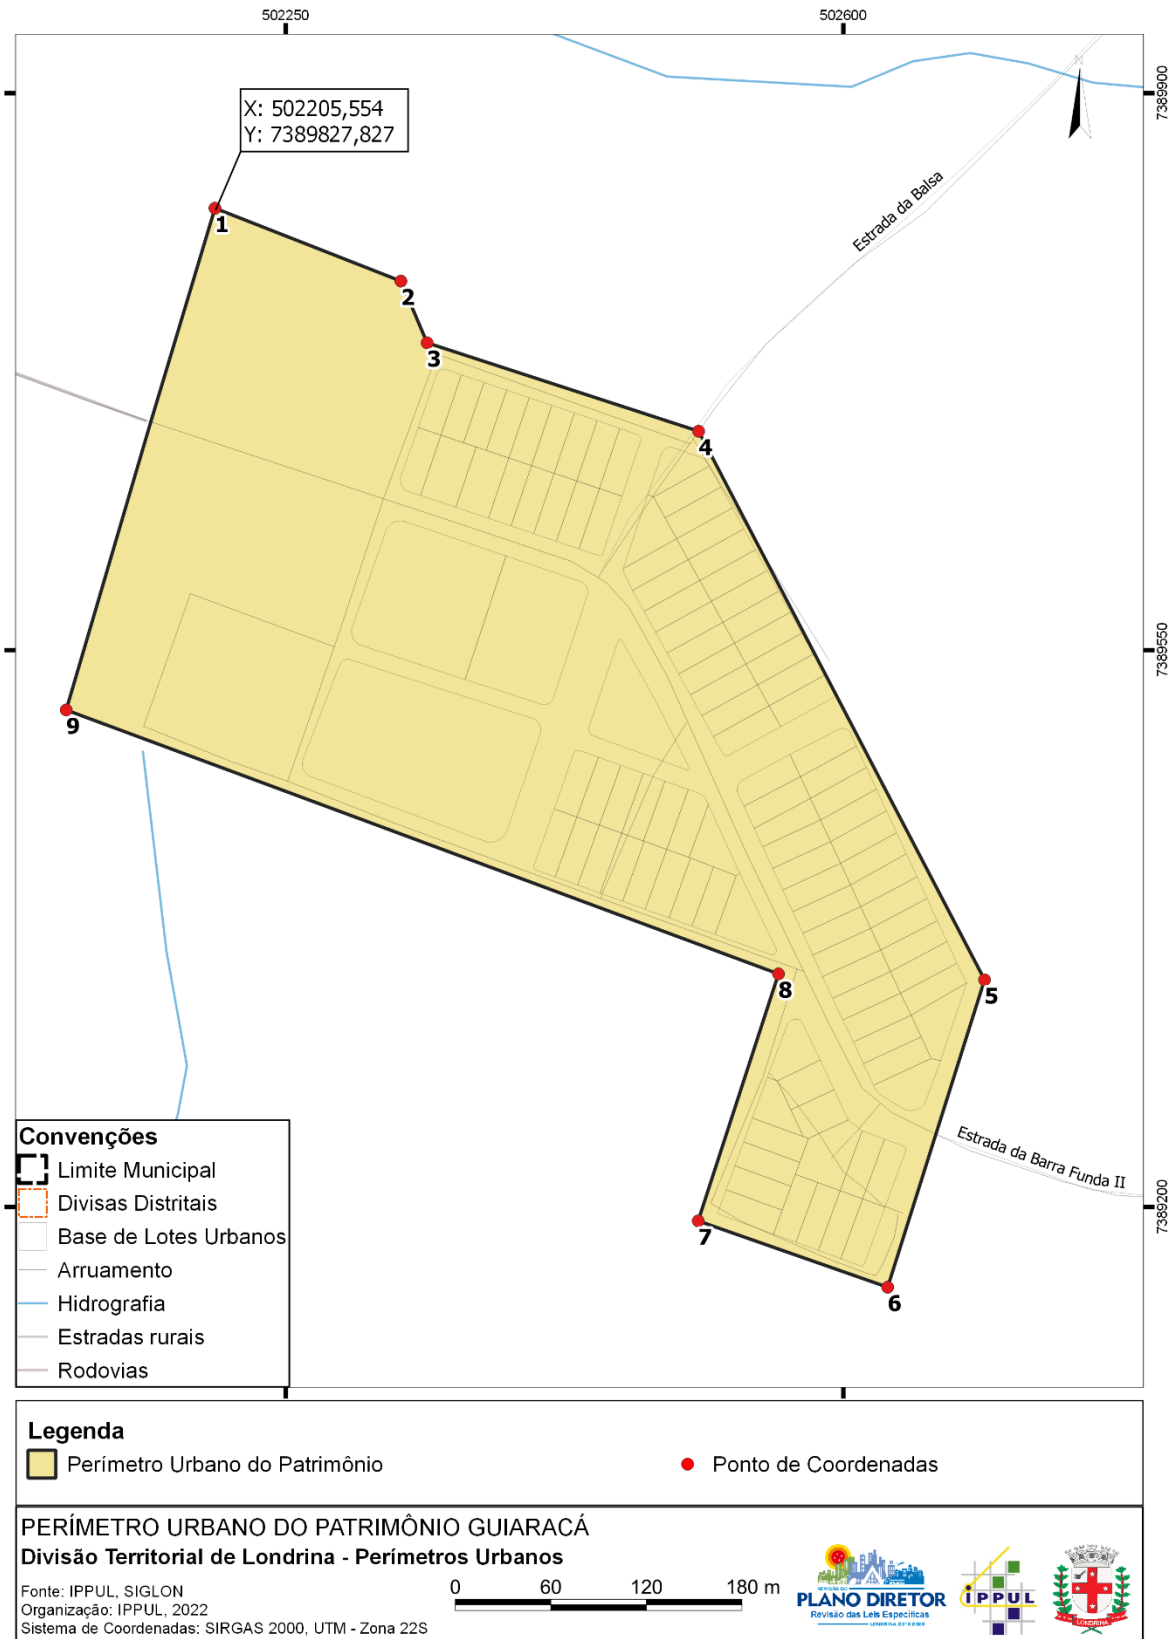 502250
502600
7389900
N
X: 502205,554
Y: 7389827,827
Estrada da Balsa
1
2
3
4
7389550
9
8
5
Estrada da Barra Funda II
7389200
7
6
Convenções
Limite Municipal
Divisas Distritais
Base de Lotes Urbanos
Arruamento
Hidrografia
Estradas rurais
Rodovias
Legenda
Perímetro Urbano do Patrimônio
Ponto de Coordenadas
PERÍMETRO URBANO DO PATRIMÔNIO GUIARACÁ
Divisão Territorial de Londrina - Perímetros Urbanos
Fonte: IPPUL, SIGLON
Organização: IPPUL, 2022
Sistema de Coordenadas: SIRGAS 2000, UTM - Zona 22S
0 60 120 180 m
REVISÃO DO
PLANO DIRETOR
Revisão das Leis Específicas
IPPUL
LONDRINA